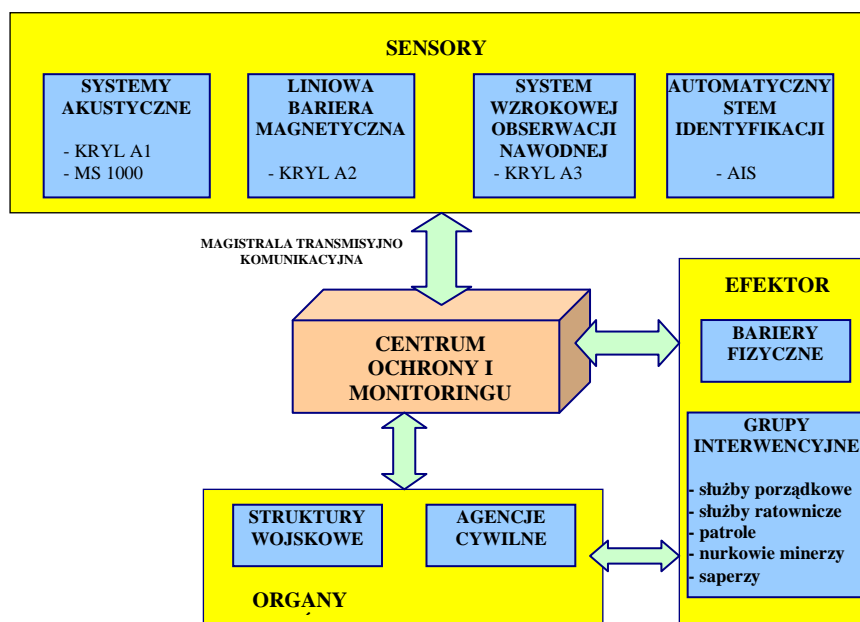 SENSORY
SYSTEMY
AKUSTYCZNE
- KRYL A1
- MS 1000
LINIOWA
BARIERA
MAGNETYCZNA
- KRYL A2
SYSTEM
WZROKOWEJ
OBSERWACJI
NAWODNEJ
- KRYL A3
AUTOMATYCZNY
STEM
IDENTYFIKACJI
- AIS
MAGISTRALA TRANSMISYJNO
KOMUNIKACYJNA
CENTRUM
OCHRONY I
MONITORINGU
EFEKTOR
BARIERY
FIZYCZNE
GRUPY
INTERWENCYJNE
- służby porządkowe
- służby ratownicze
- patrole
- nurkowie minerzy
- saperzy
STRUKTURY
WOJSKOWE
AGENCJE
CYWILNE
ORGANY